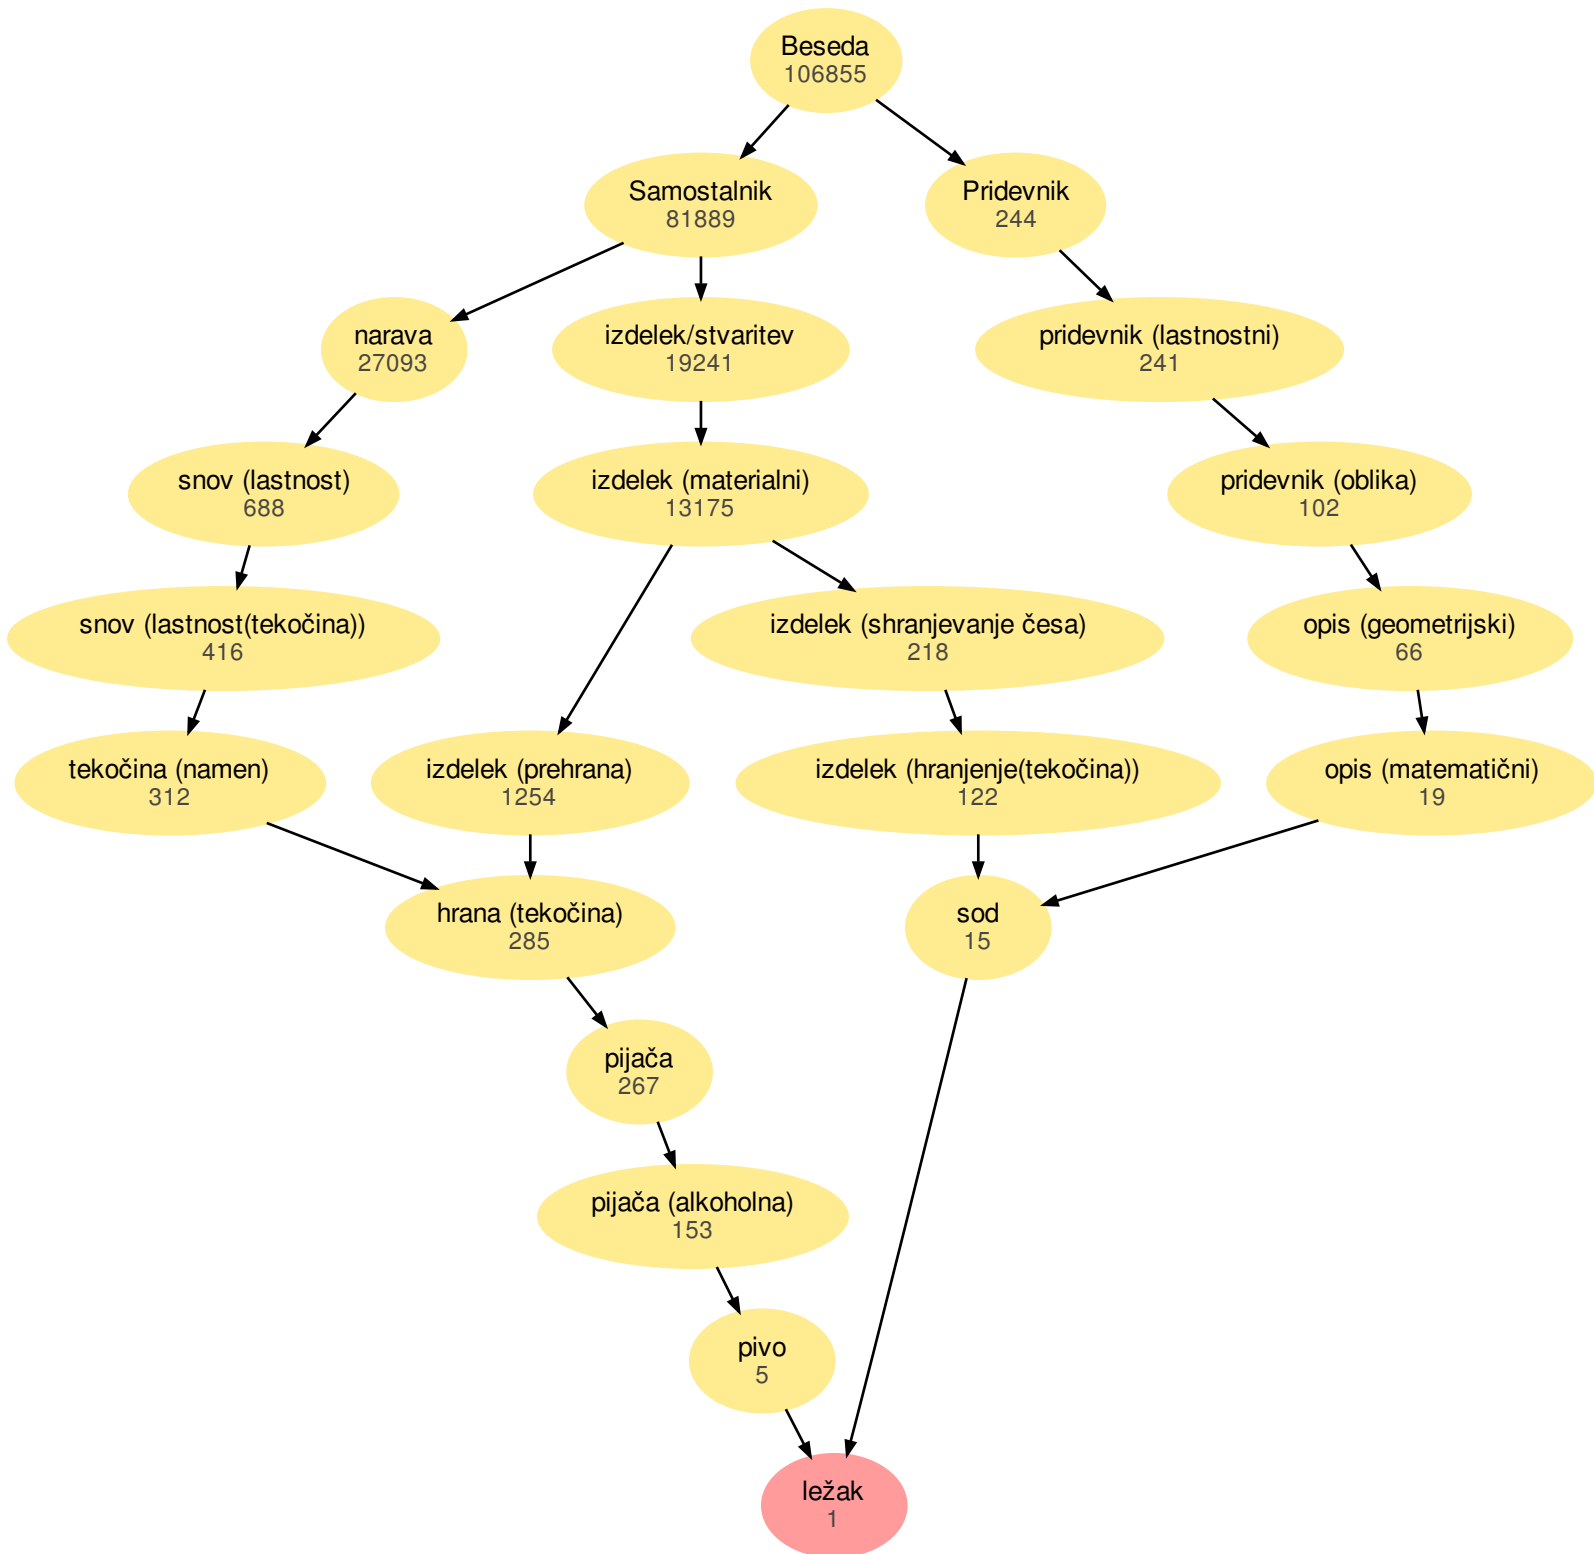 Beseda
106855
Samostalnik
81889
Pridevnik
244
narava
27093
izdelek/stvaritev
19241
pridevnik (lastnostni)
241
snov (lastnost)
688
izdelek (materialni)
13175
pridevnik (oblika)
102
snov (lastnost(tekočina))
416
izdelek (shranjevanje česa)
218
opis (geometrijski)
66
tekočina (namen)
312
izdelek (prehrana)
1254
izdelek (hranjenje(tekočina))
122
opis (matematični)
19
hrana (tekočina)
285
sod
15
pijača
267
pijača (alkoholna)
153
pivo
5
ležak
1